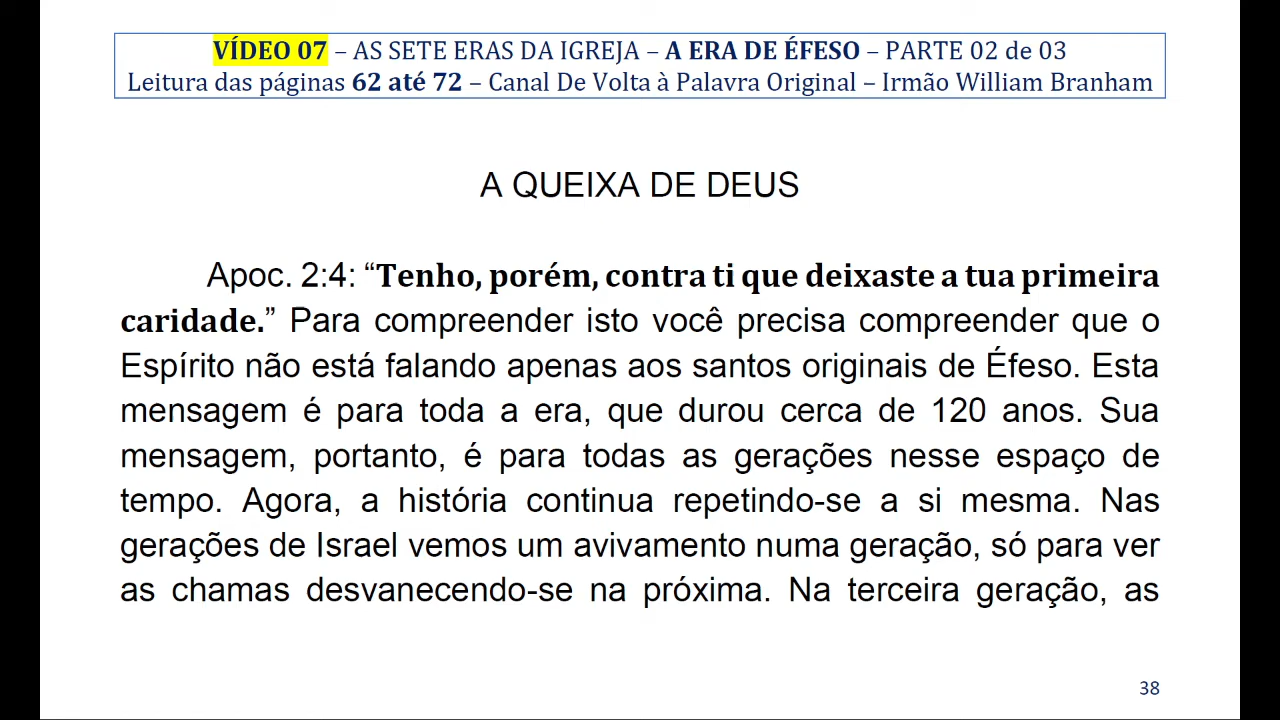 VÍDEO 07 – AS SETE ERAS DA IGREJA – A ERA DE ÉFESO – PARTE 02 de 03
Leitura das páginas 62 até 72 – Canal De Volta à Palavra Original – Irmão William Branham
A QUEIXA DE DEUS
Apoc. 2:4: “Tenho, porém, contra ti que deixaste a tua primeira
caridade.” Para compreender isto você precisa compreender que o
Espírito não está falando apenas aos santos originais de Éfeso. Esta
mensagem é para toda a era, que durou cerca de 120 anos. Sua
mensagem, portanto, é para todas as gerações nesse espaço de
tempo. Agora, a história continua repetindo-se a si mesma. Nas
gerações de Israel vemos um avivamento numa geração, só para ver
as chamas desvanecendo-se na próxima. Na terceira geração, as
38